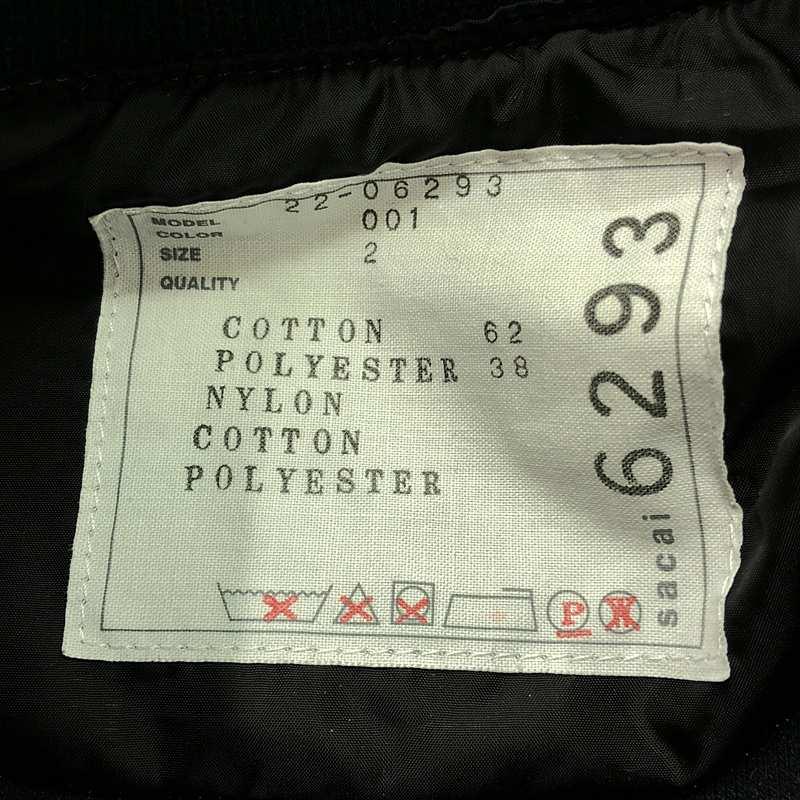 22-06293
MODEL 001
COLOR
SIZE 2
QUALITY
COTTON 62
POLYESTER 38
NYLON
COTTON
POLYESTER
P
W
sacai 6293